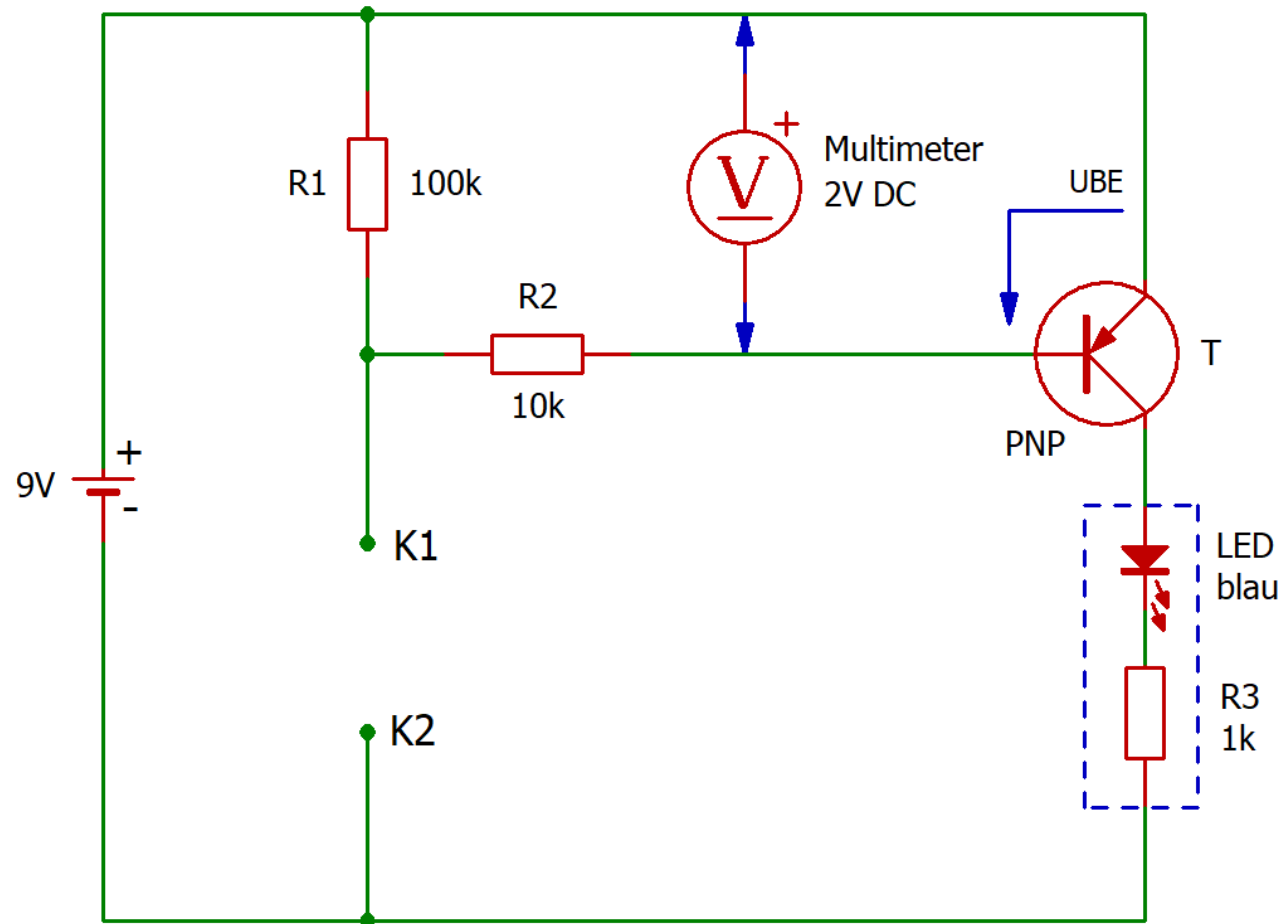 +
Multimeter
2V DC
V
UBE
R1
100k
R2
10k
T
PNP
9V
+
-
K1
K2
LED
blau
R3
1k